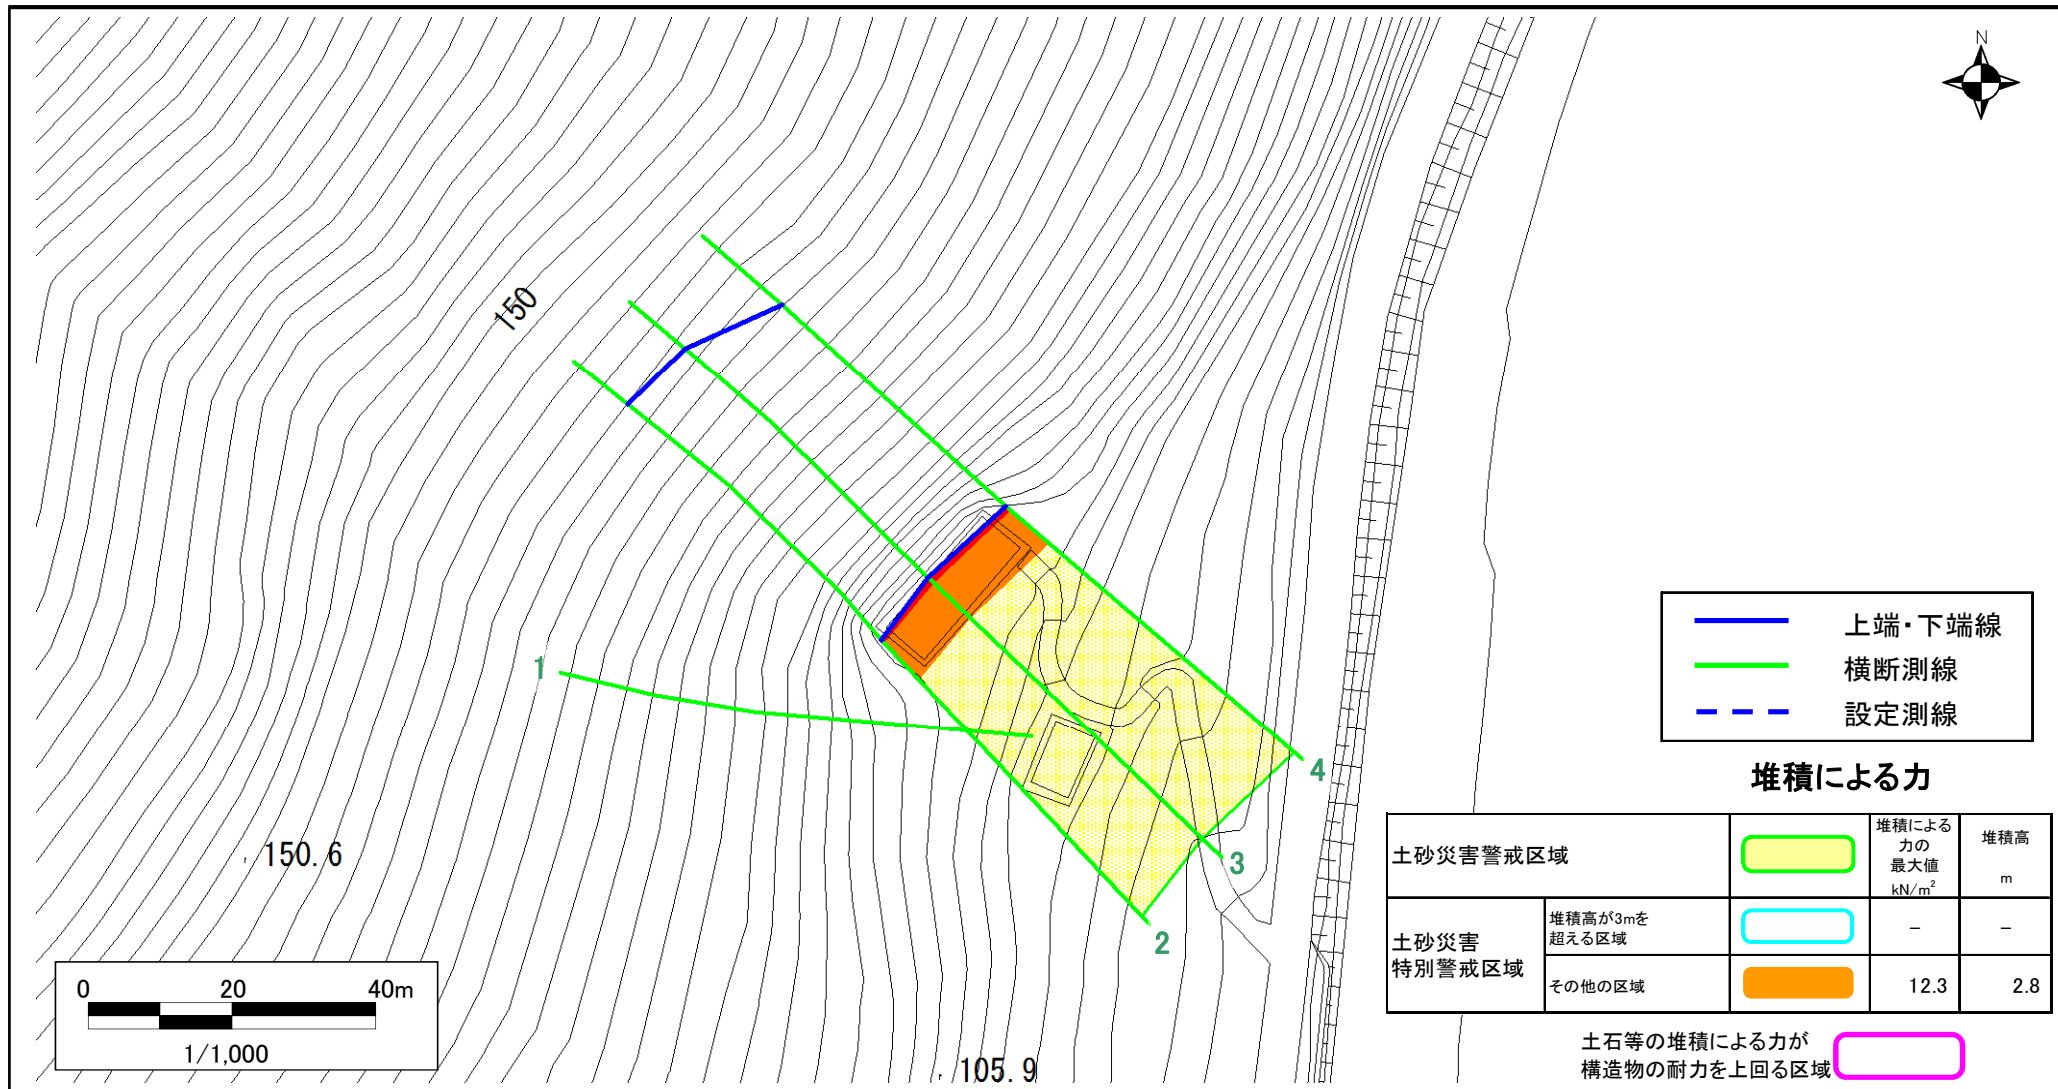 N
150
1
150.6
105.9
2
3
4
0 20 40m
1/1,000
上端・下端線
横断測線
設定測線
堆積による力
土砂災害警戒区域
堆積による
力の
最大値
kN/m²
堆積高
m
土砂災害
特別警戒区域
堆積高が3mを
超える区域
－ －
その他の区域
12.3 2.8
土石等の堆積による力が
構造物の耐力を上回る区域